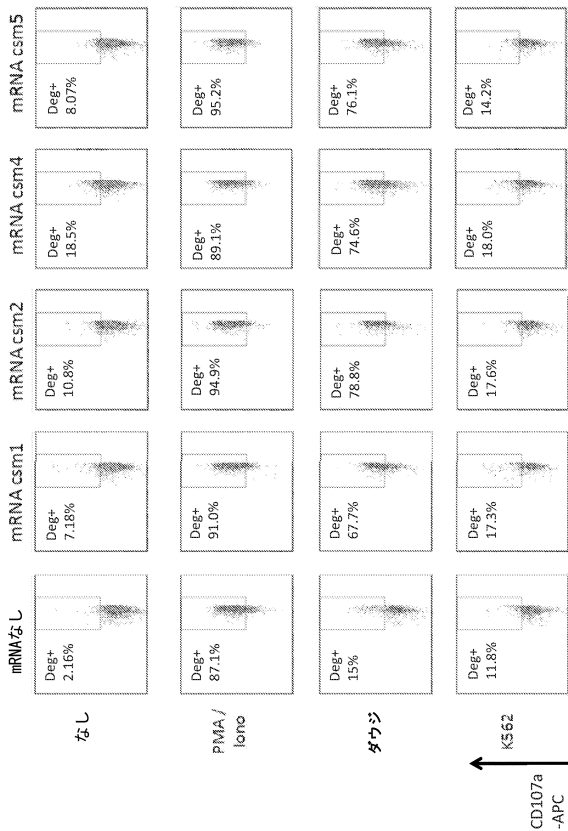 mRNAなし
mRNA csm1
mRNA csm2
mRNA csm4
mRNA csm5
なし
Deg+
2.16%
Deg+
7.18%
Deg+
10.8%
Deg+
18.5%
Deg+
8.07%
PMA /
Iono
Deg+
87.1%
Deg+
91.0%
Deg+
94.9%
Deg+
89.1%
Deg+
95.2%
ダウジ
Deg+
15%
Deg+
67.7%
Deg+
78.8%
Deg+
74.6%
Deg+
76.1%
K562
Deg+
11.8%
Deg+
17.3%
Deg+
17.6%
Deg+
18.0%
Deg+
14.2%
CD107a
-APC